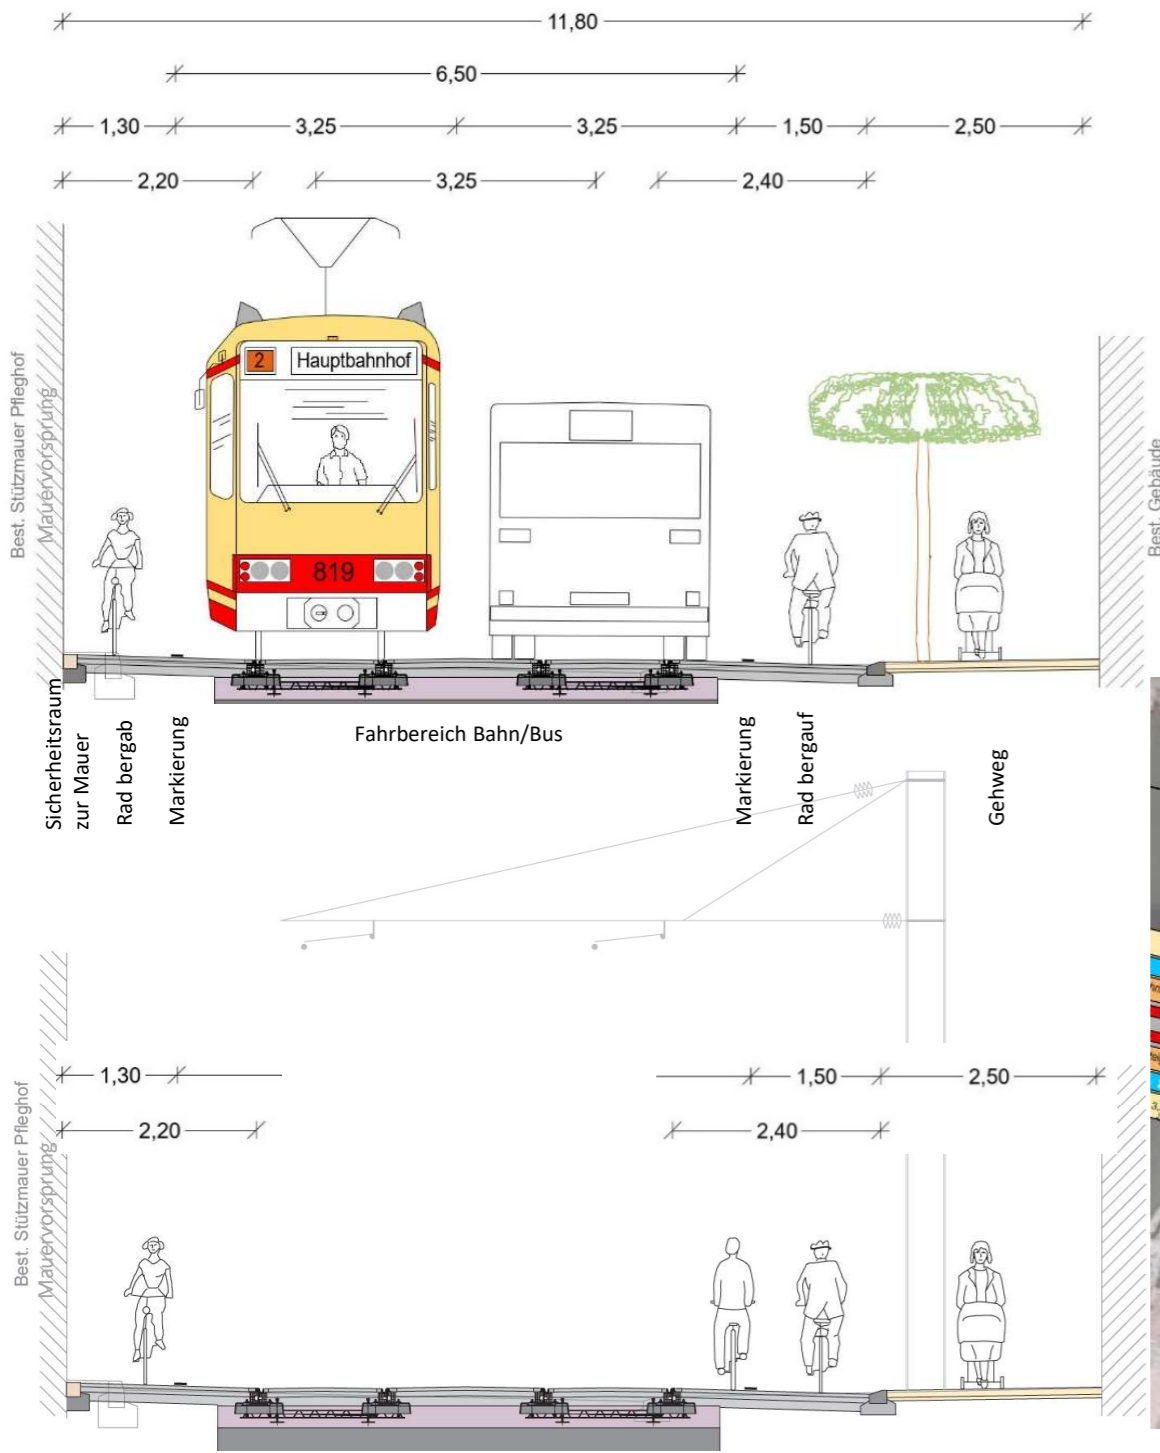 11,80
6,50
1,30 3,25 3,25 1,50 2,50
2,20 3,25 2,40
Best. Stützmauer Pfleghof
Mauervorsprung
2 Hauptbahnhof
819
Best. Gebäude
Sicherheitsraum
zur Mauer
Rad bergab
Markierung
Fahrbereich Bahn/Bus
Markierung
Rad bergauf
Gehweg
1,30 1,50 2,50
2,20 2,40
Best. Stützmauer Pfleghof
Mauervorsprung